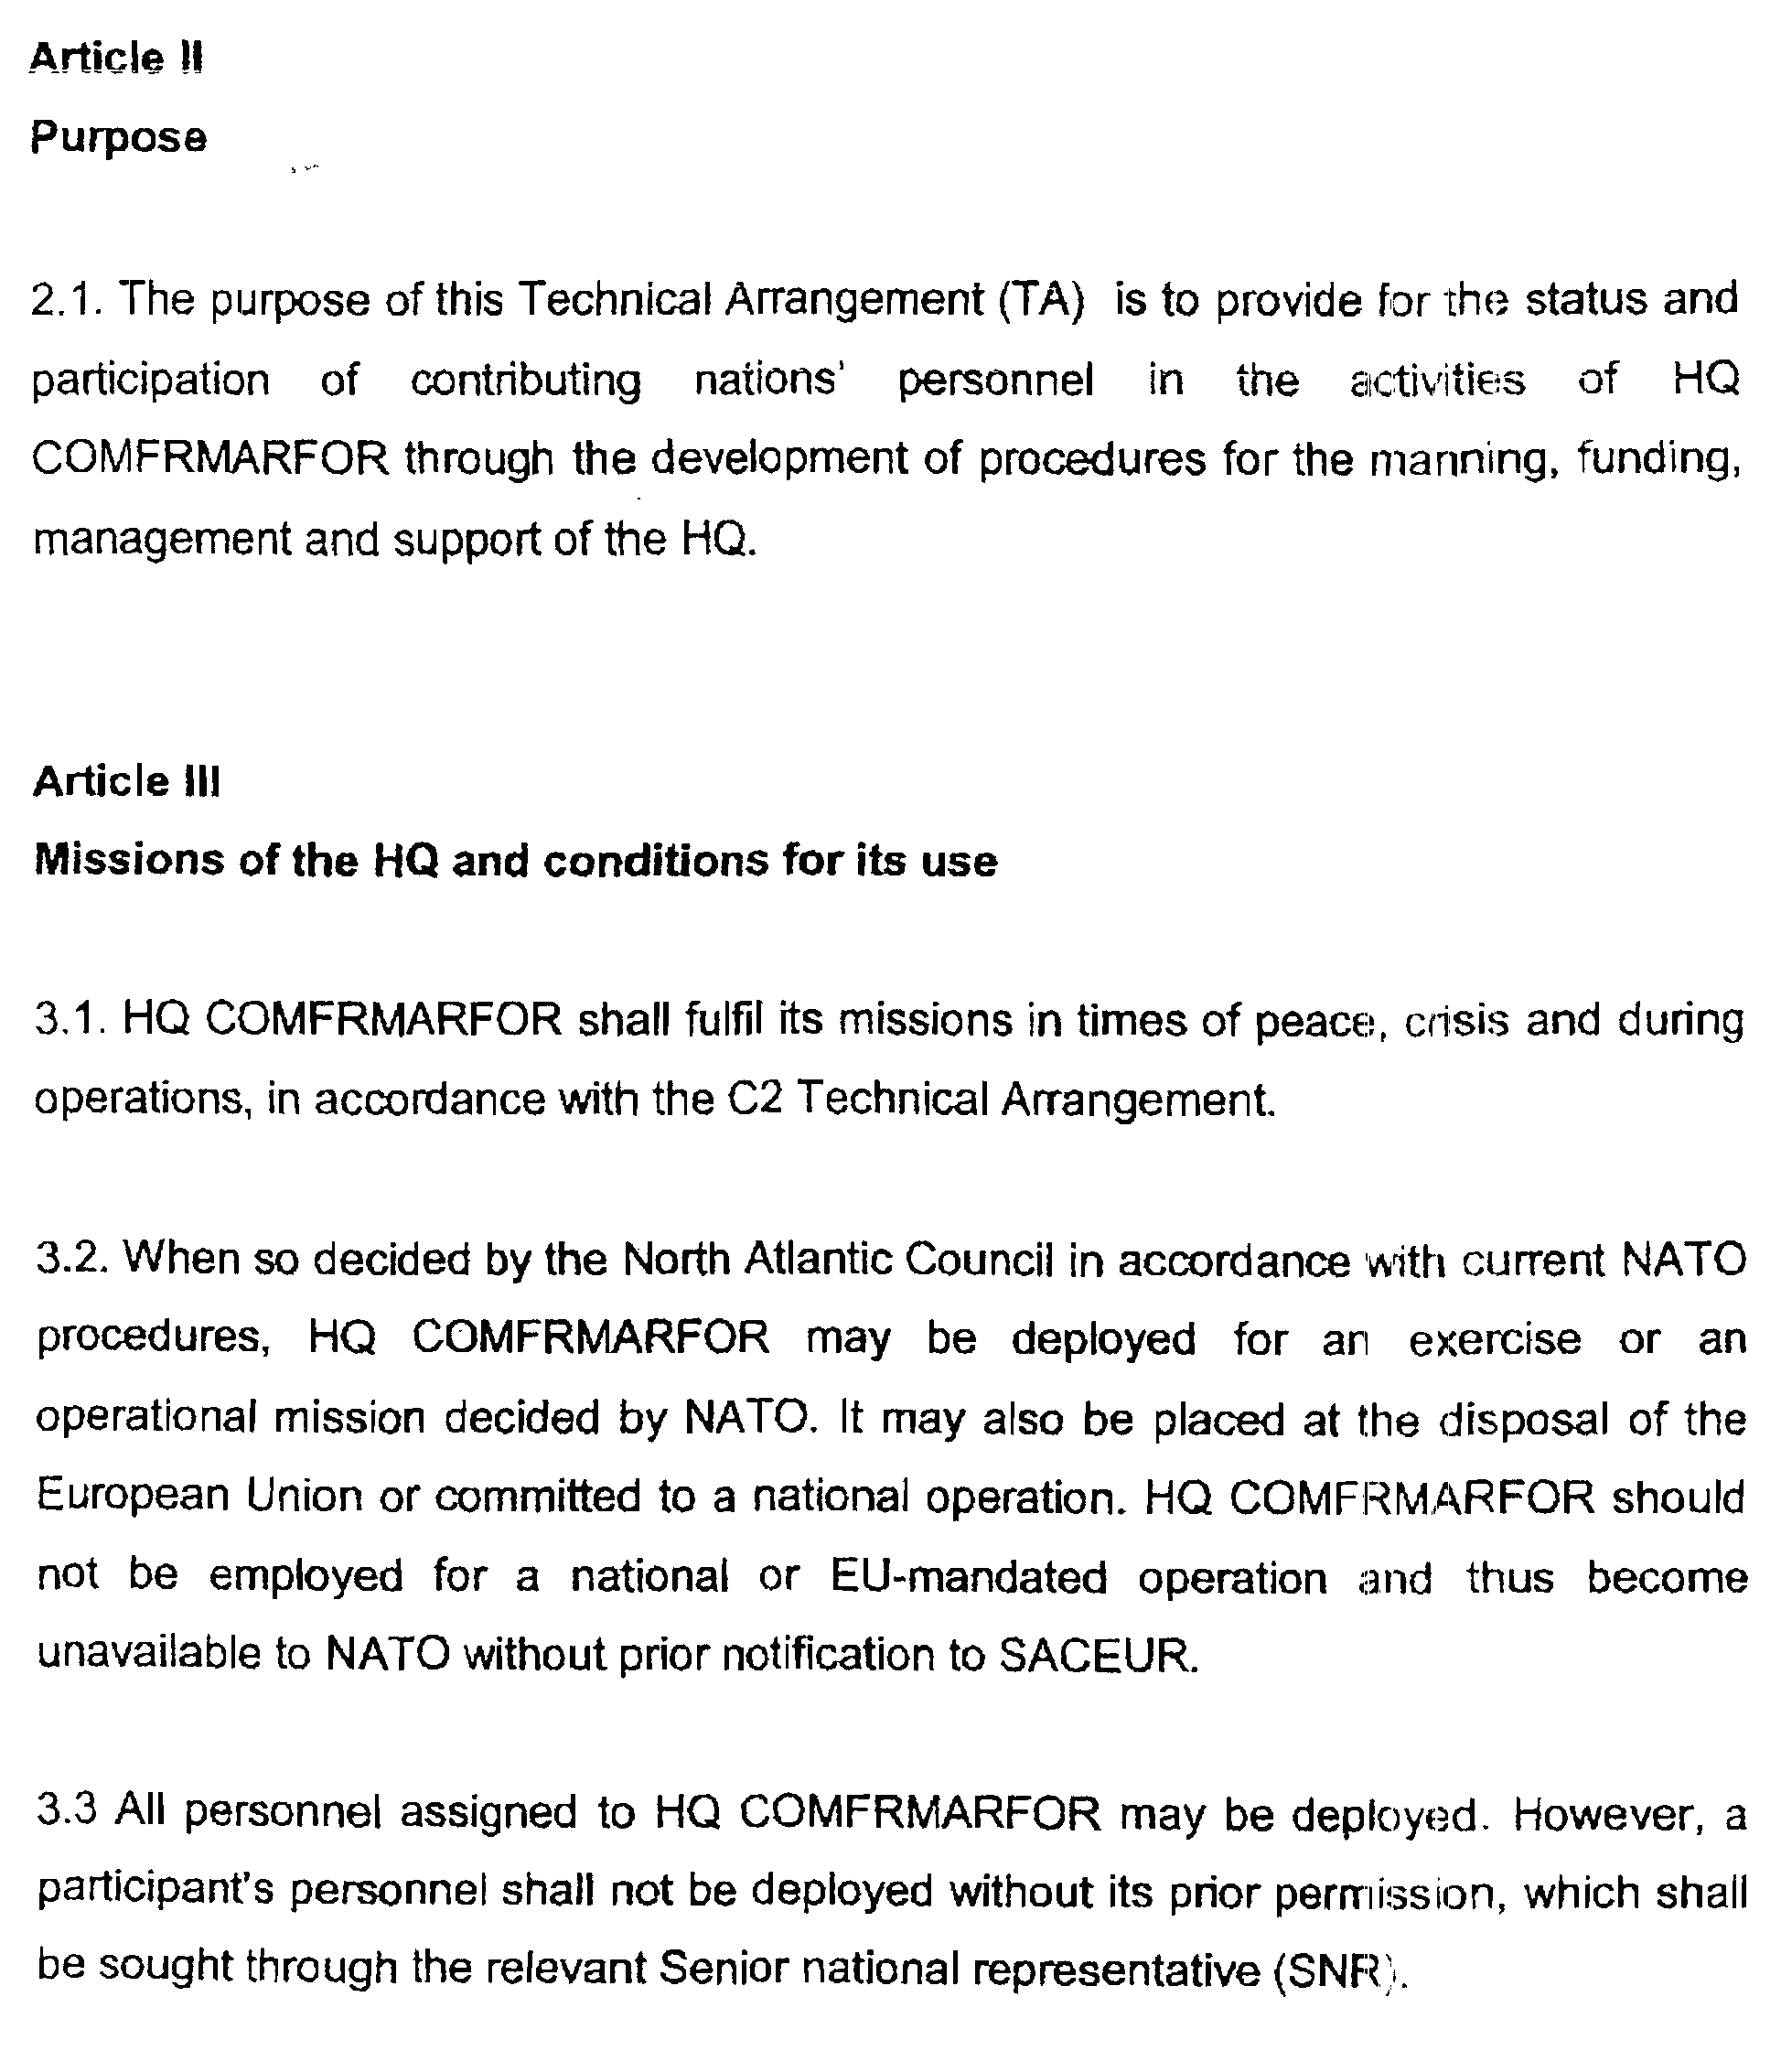 Article II
Purpose
2.1. The purpose of this Technical Arrangement (TA) is to provide for the status and
participation of contributing nations' personnel in the activities of HQ
COMFRMARFOR through the development of procedures for the manning, funding,
management and support of the HQ.
Article III
Missions of the HQ and conditions for its use
3.1. HQ COMFRMARFOR shall fulfil its missions in times of peace, crisis and during
operations, in accordance with the C2 Technical Arrangement.
3.2. When so decided by the North Atlantic Council in accordance with current NATO
procedures, HQ COMFRMARFOR may be deployed for an exercise or an
operational mission decided by NATO. It may also be placed at the disposal of the
European Union or committed to a national operation. HQ COMFRMARFOR should
not be employed for a national or EU-mandated operation and thus become
unavailable to NATO without prior notification to SACEUR.
3.3 All personnel assigned to HQ COMFRMARFOR may be deployed. However, a
participant's personnel shall not be deployed without its prior permission, which shall
be sought through the relevant Senior national representative (SNR).